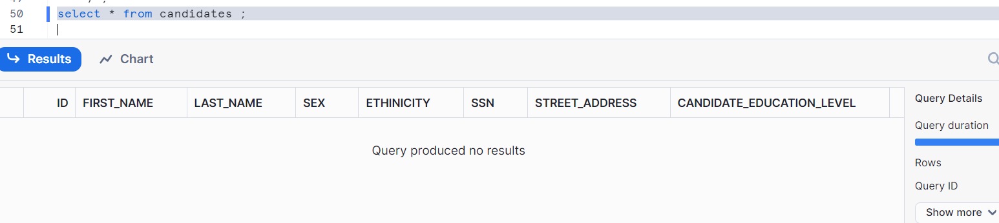 50 select * from candidates ;
51
Results Chart
ID FIRST_NAME LAST_NAME SEX ETHINICITY SSN STREET_ADDRESS CANDIDATE_EDUCATION_LEVEL
Query produced no results
Query Details
Query duration
Rows
Query ID
Show more